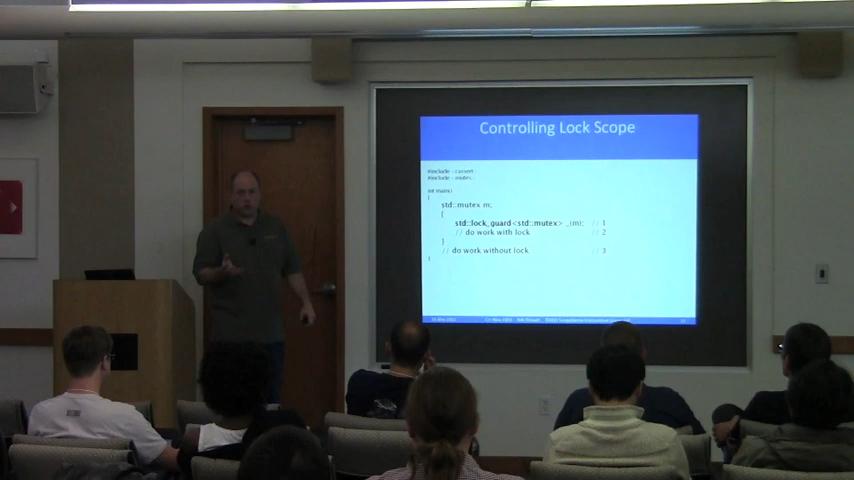 Controlling Lock Scope
#include <cassert>
#include <mutex>
int main()
{
std::mutex m;
{
std::lock_guard<std::mutex> _(m); // 1
// do work with lock // 2
}
// do work without lock // 3
}